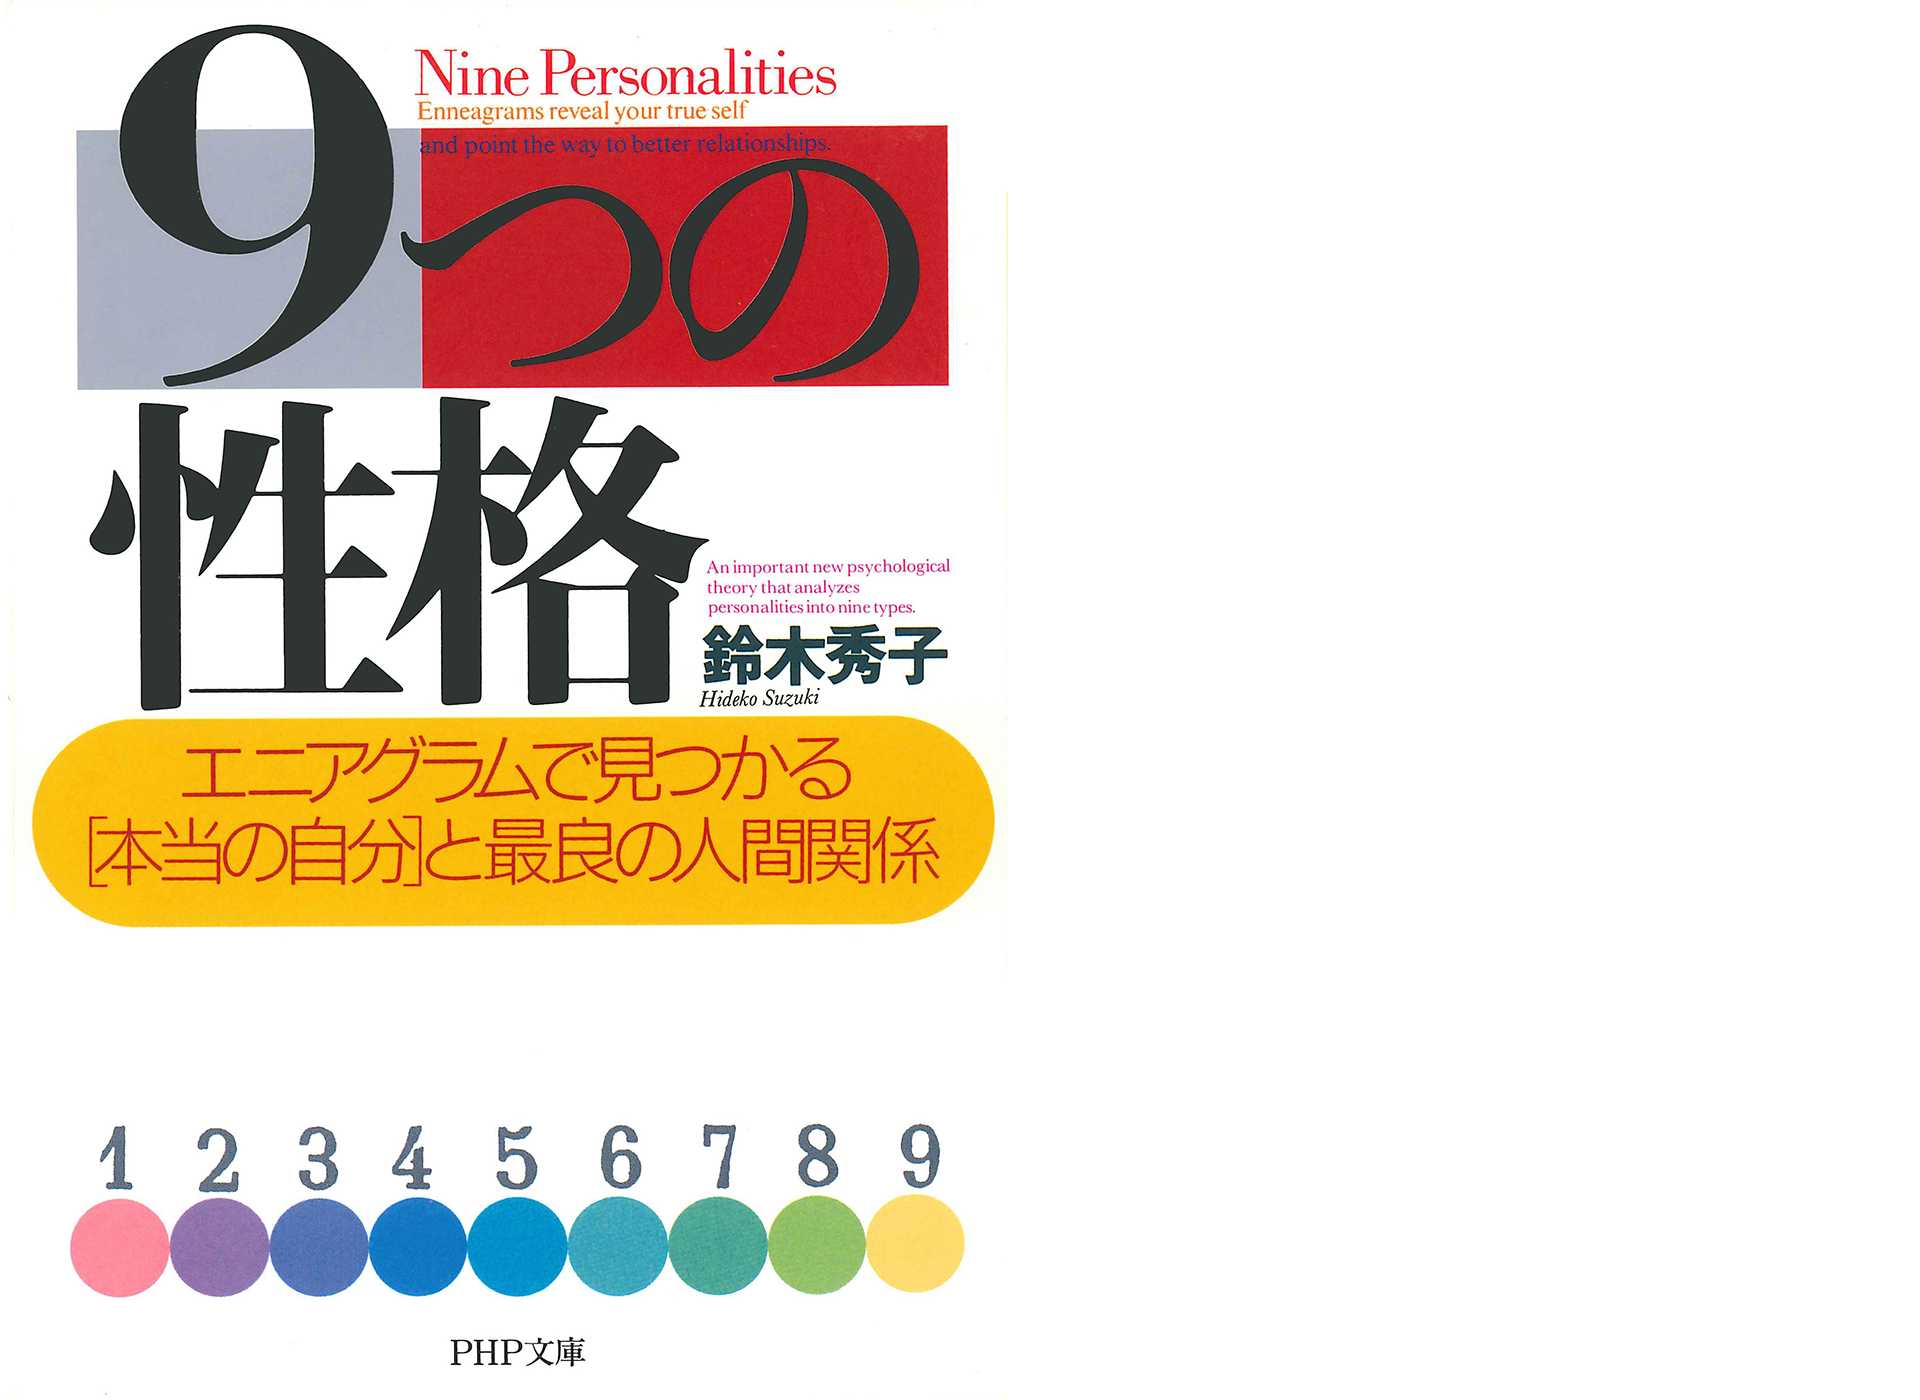 Nine Personalities
Enneagrams reveal your true self
and point the way to better relationships.
9つの
性格
An important new psychological
theory that analyzes
personalities into nine types.
鈴木秀子
Hideko Suzuki
エニアグラムで見つかる
[本当の自分]と最良の人間関係
1 2 3 4 5 6 7 8 9
PHP文庫